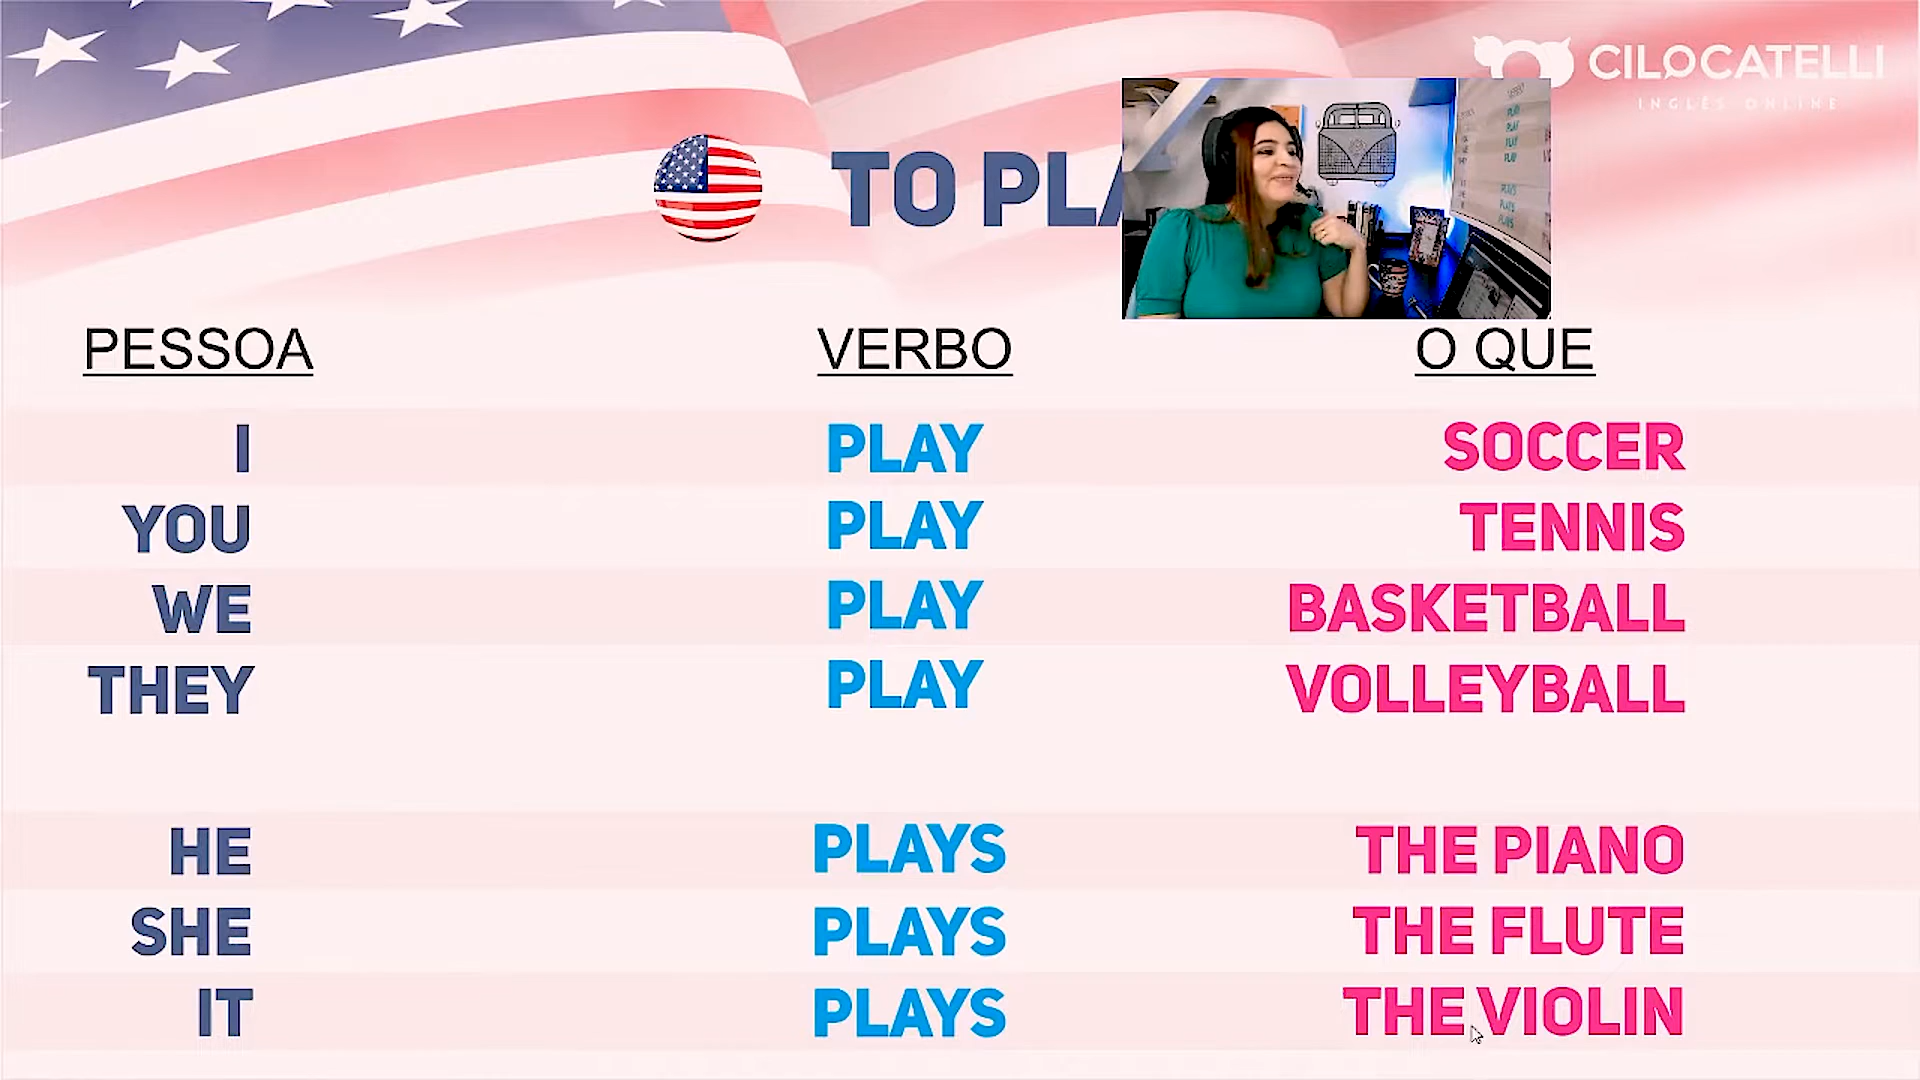 CILOCATELLI
INGLÊS ONLINE
TO PLA
PESSOA VERBO O QUE
I PLAY SOCCER
YOU PLAY TENNIS
WE PLAY BASKETBALL
THEY PLAY VOLLEYBALL
HE PLAYS THE PIANO
SHE PLAYS THE FLUTE
IT PLAYS THE VIOLIN